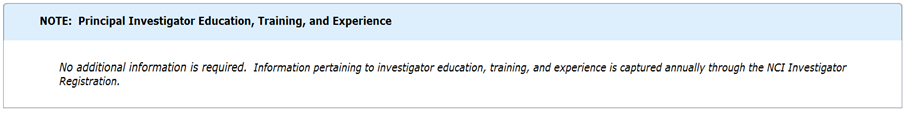 NOTE: Principal Investigator Education, Training, and Experience
No additional information is required. Information pertaining to investigator education, training, and experience is captured annually through the NCI Investigator
Registration.